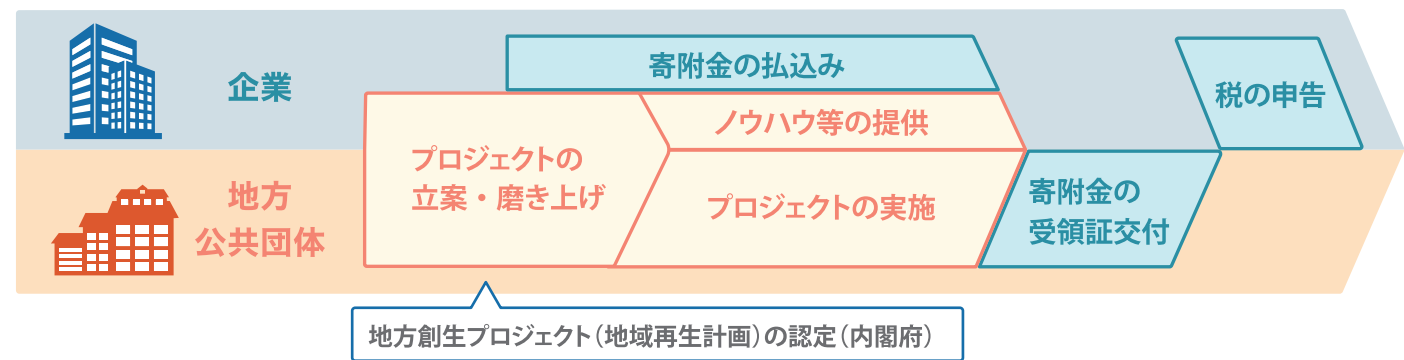 企業
寄附金の払込み
税の申告
ノウハウ等の提供
プロジェクトの
立案・磨き上げ
地方
公共団体
プロジェクトの実施
寄附金の
受領証交付
地方創生プロジェクト（地域再生計画）の認定（内閣府）